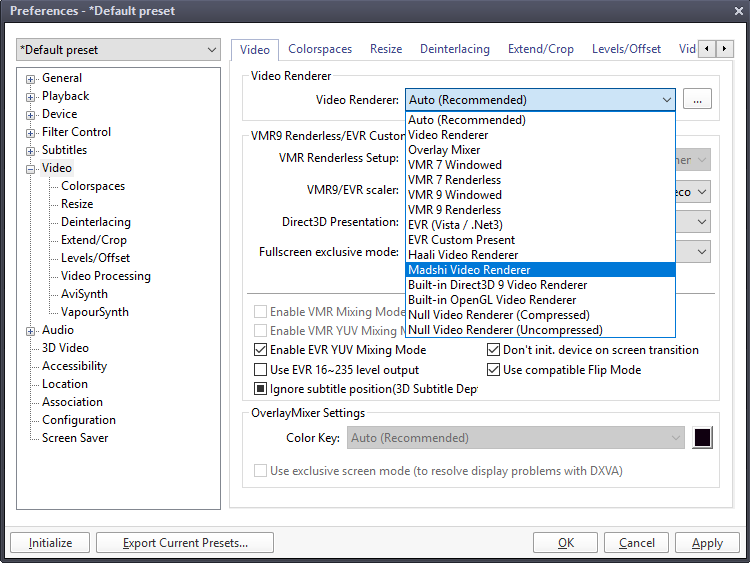 Preferences - *Default preset
*Default preset
General
Playback
Device
Filter Control
Subtitles
Video
Colorspaces
Resize
Deinterlacing
Extend/Crop
Levels/Offset
Video Processing
AviSynth
VapourSynth
Audio
3D Video
Accessibility
Location
Association
Configuration
Screen Saver
Video Colorspaces Resize Deinterlacing Extend/Crop Levels/Offset Vid
Video Renderer
Video Renderer: Auto (Recommended) ...
Auto (Recommended)
Video Renderer
Overlay Mixer
VMR 7 Windowed
VMR 7 Renderless
VMR 9 Windowed
VMR 9 Renderless
EVR (Vista / .Net3)
EVR Custom Present
Haali Video Renderer
Madshi Video Renderer
Built-in Direct3D 9 Video Renderer
Built-in OpenGL Video Renderer
Null Video Renderer (Compressed)
Null Video Renderer (Uncompressed)
VMR9 Renderless/EVR Custom
VMR Renderless Setup:
VMR9/EVR scaler:
Direct3D Presentation:
Fullscreen exclusive mode:
Enable VMR Mixing Mode
Enable VMR YUV Mixing
Enable EVR YUV Mixing Mode Don't init. device on screen transition
Use EVR 16~235 level output Use compatible Flip Mode
Ignore subtitle position(3D Subtitle Dep
OverlayMixer Settings
Color Key: Auto (Recommended)
Use exclusive screen mode (to resolve display problems with DXVA)
Initialize Export Current Presets... OK Cancel Apply